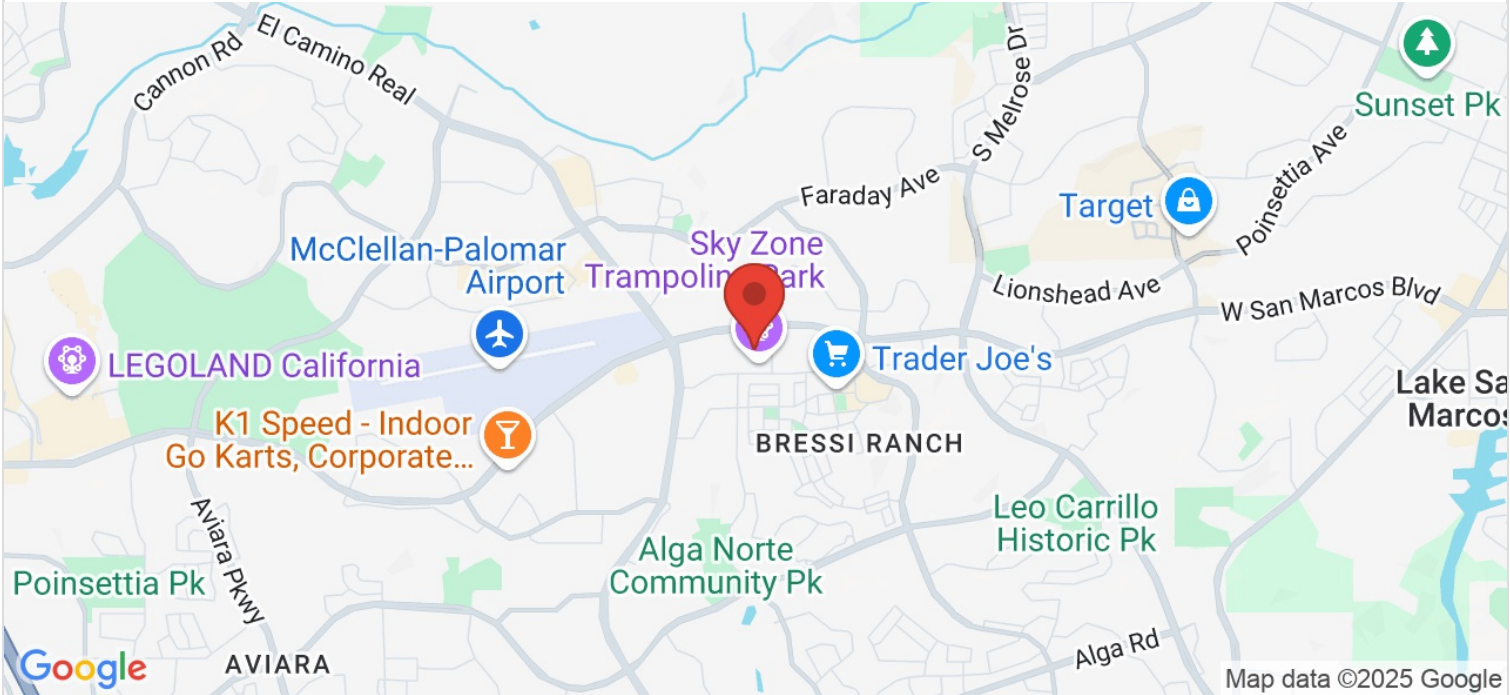 El Camino Real
Cannon Rd
S Melrose Dr
Sunset Pk
Poinsettia Ave
Faraday Ave
Target
McClellan-Palomar
Airport
Sky Zone
Trampoline Park
Lionshead Ave
W San Marcos Blvd
LEGOLAND California
Trader Joe's
Lake Sa
Marcos
K1 Speed - Indoor
Go Karts, Corporate...
BRESSI RANCH
Aviara Pkwy
Leo Carrillo
Historic Pk
Alga Norte
Community Pk
Poinsettia Pk
Alga Rd
AVIARA
Google
Map data ©2025 Google